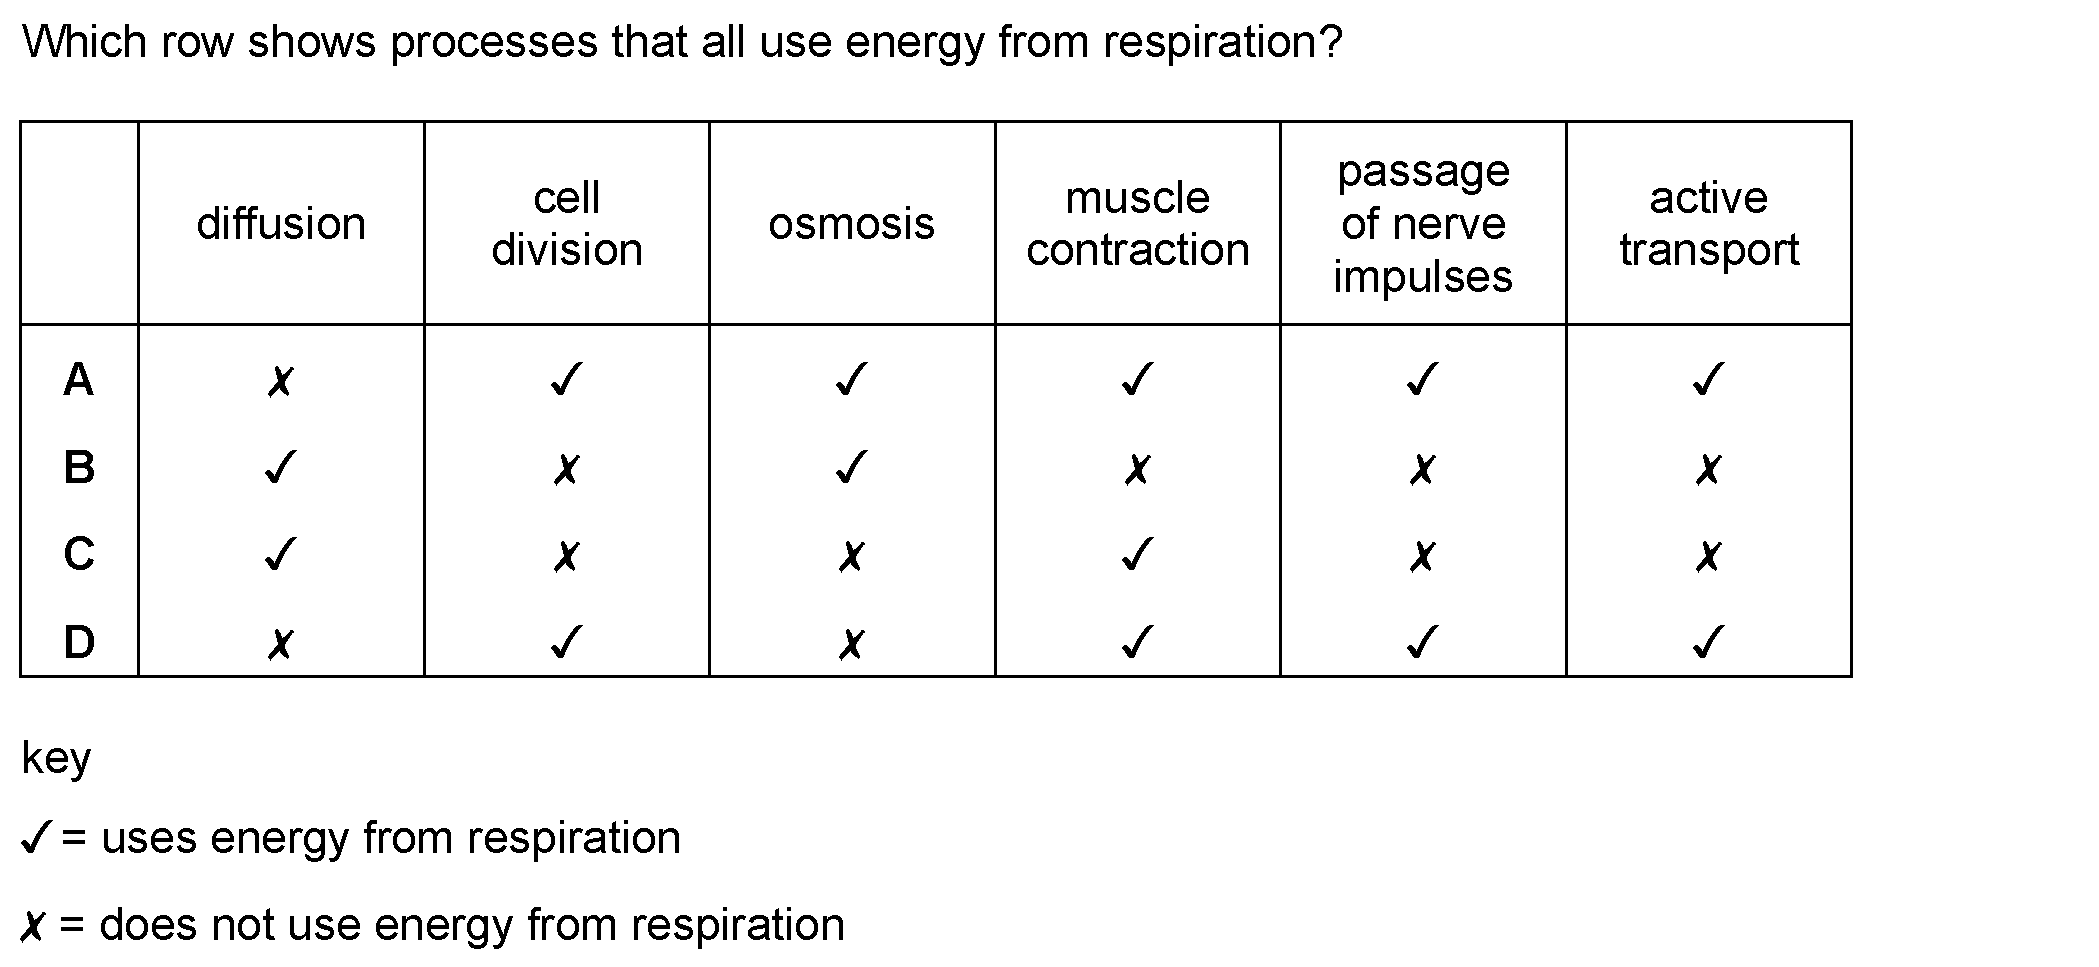 Which row shows processes that all use energy from respiration?
diffusion cell division osmosis muscle contraction passage of nerve impulses active transport
A ✗ ✓ ✓ ✓ ✓ ✓
B ✓ ✗ ✓ ✗ ✗ ✗
C ✓ ✗ ✗ ✓ ✗ ✗
D ✗ ✓ ✗ ✓ ✓ ✓
key
✓ = uses energy from respiration
✗ = does not use energy from respiration